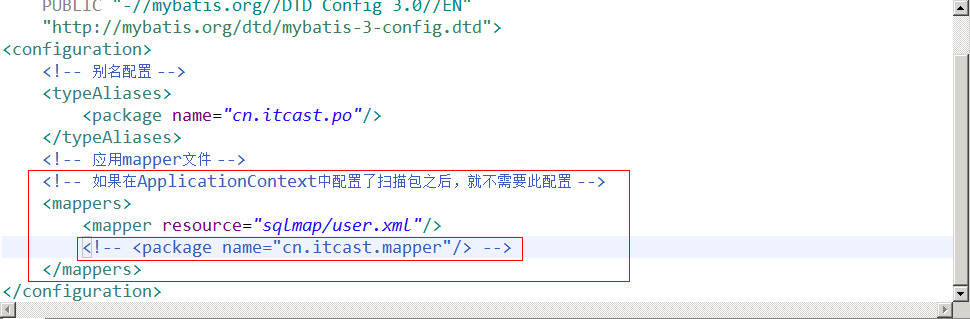 PUBLIC "-//mybatis.org//DTD Config 3.0//EN"
"http://mybatis.org/dtd/mybatis-3-config.dtd">
<configuration>
<!-- 别名配置 -->
<typeAliases>
<package name="cn.itcast.po"/>
</typeAliases>
<!-- 应用mapper文件 -->
<!-- 如果在ApplicationContext中配置了扫描包之后，就不需要此配置 -->
<mappers>
<mapper resource="sqlmap/user.xml"/>
<!-- <package name="cn.itcast.mapper"/> -->
</mappers>
</configuration>